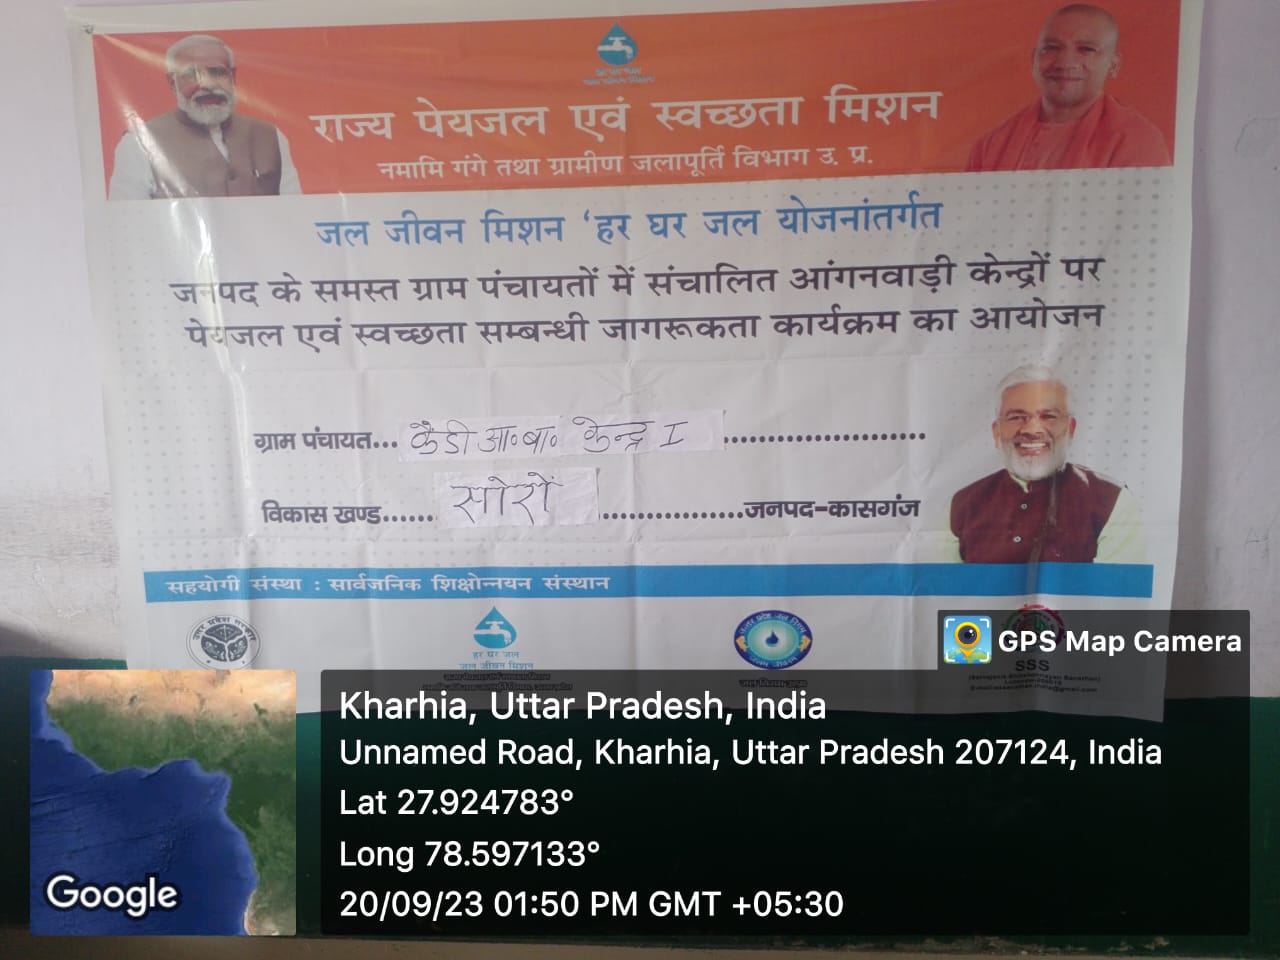 राज्य पेयजल एवं स्वच्छता मिशन
नमामि गंगे तथा ग्रामीण जलापूर्ति विभाग उ. प्र.
जल जीवन मिशन ‘हर घर जल योजनांतर्गत
जनपद के समस्त ग्राम पंचायतों में संचालित आंगनवाड़ी केन्द्रों पर
पेयजल एवं स्वच्छता सम्बन्धी जागरूकता कार्यक्रम का आयोजन
ग्राम पंचायत... कैंडी आ॰बा॰ केन्द्र I ............................
विकास खण्ड...... सोरों .................जनपद-कासगंज
सहयोगी संस्था : सार्वजनिक शिक्षोन्नयन संस्थान
हर घर जल
जल जीवन मिशन
SSS
GPS Map Camera
Kharhia, Uttar Pradesh, India
Unnamed Road, Kharhia, Uttar Pradesh 207124, India
Lat 27.924783°
Long 78.597133°
20/09/23 01:50 PM GMT +05:30
Google